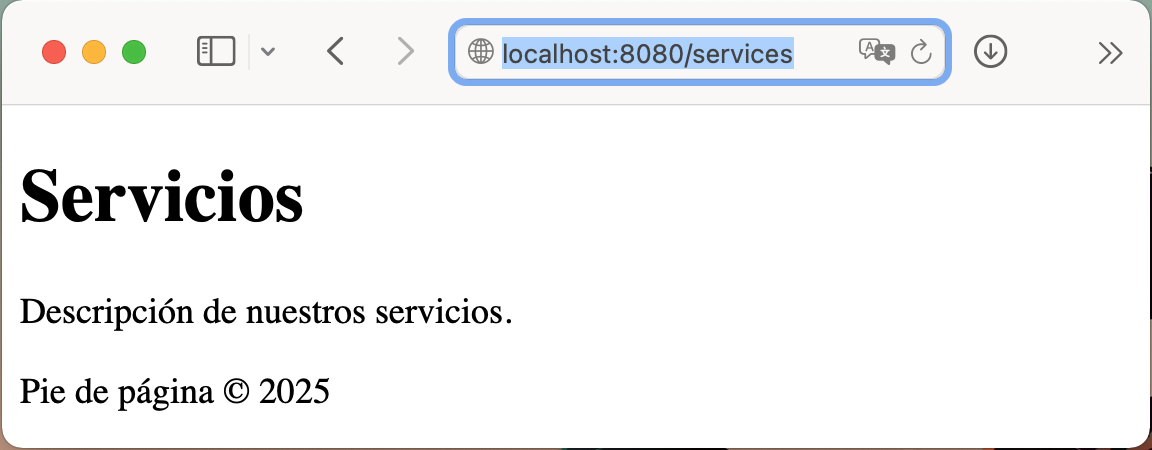 localhost:8080/services
Servicios
Descripción de nuestros servicios.
Pie de página © 2025